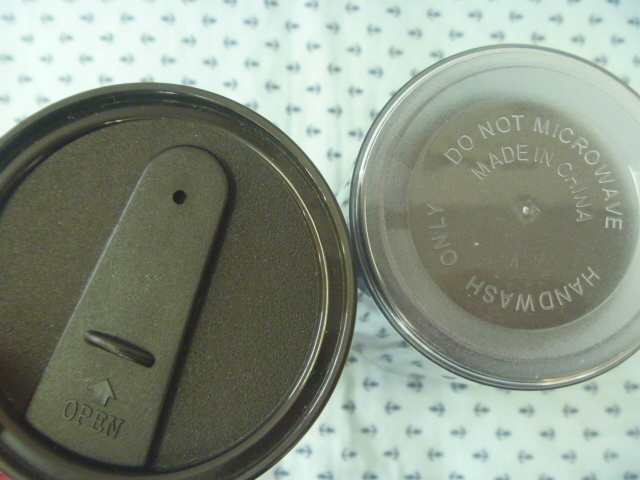 OPEN
DO NOT MICROWAVE
MADE IN CHINA
HANDWASH ONLY